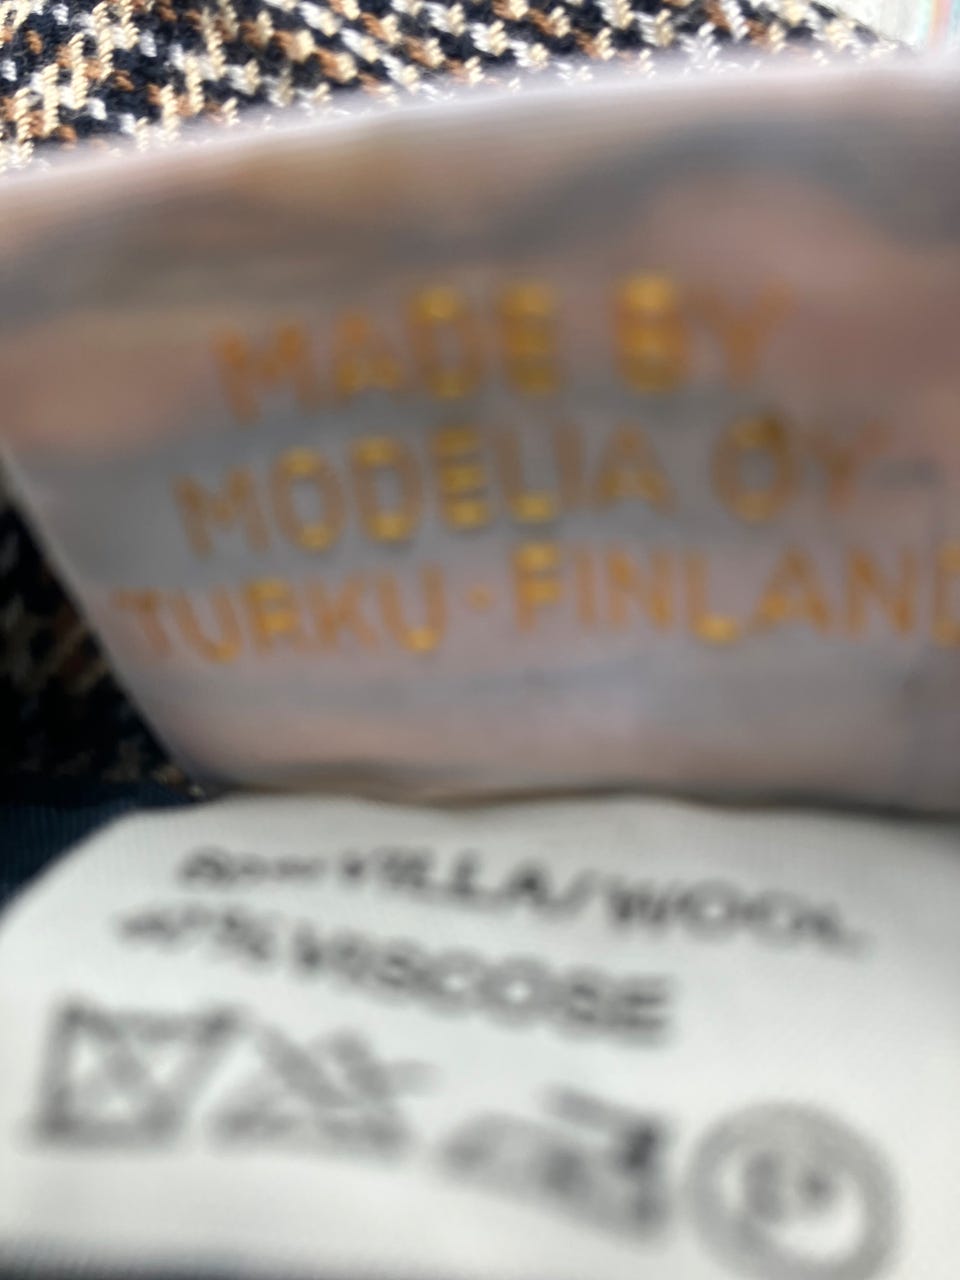 MADE BY
MODELIA OY
TURKU · FINLAND
VILLA/WOOL
VISCOSE